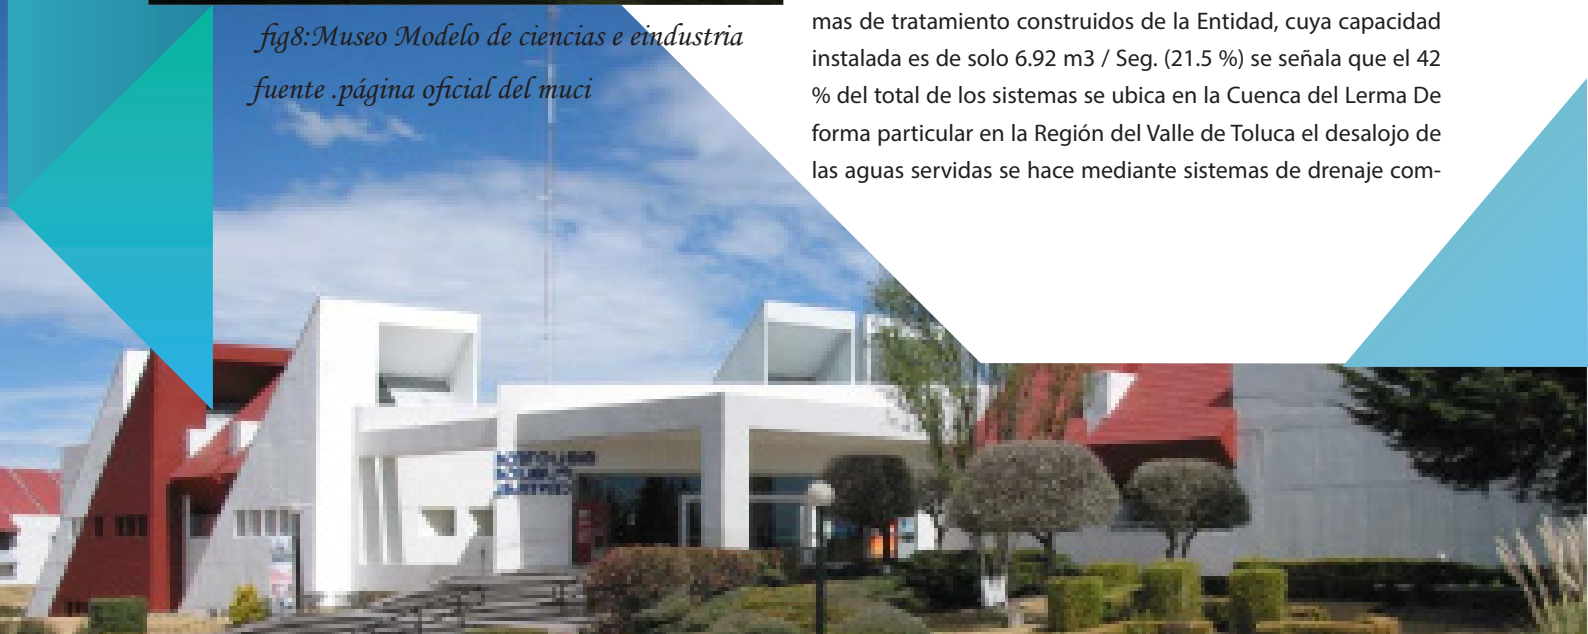 fig8:Museo Modelo de ciencias e eindustria
fuente .página oficial del muci
mas de tratamiento construidos de la Entidad, cuya capacidad
instalada es de solo 6.92 m3 / Seg. (21.5 %) se señala que el 42
% del total de los sistemas se ubica en la Cuenca del Lerma De
forma particular en la Región del Valle de Toluca el desalojo de
las aguas servidas se hace mediante sistemas de drenaje com-